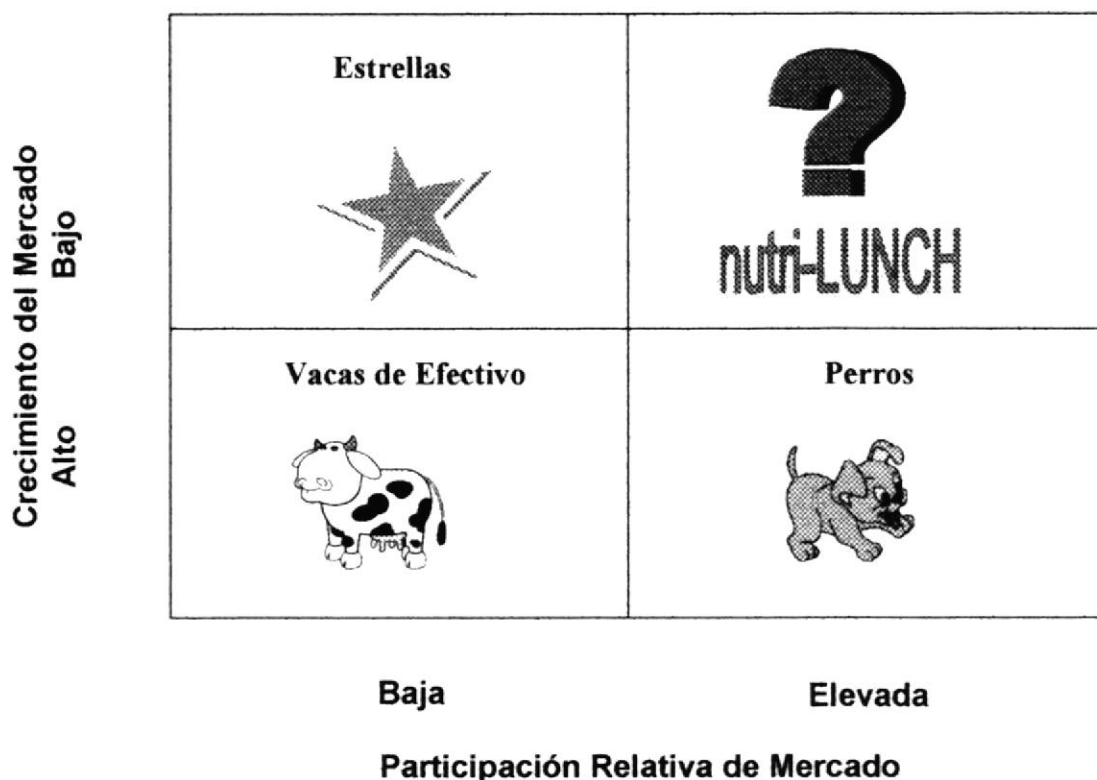 Estrellas
?
nutri-LUNCH
Crecimiento del Mercado
Bajo
Alto
Vacas de Efectivo
Perros
Baja
Elevada
Participación Relativa de Mercado